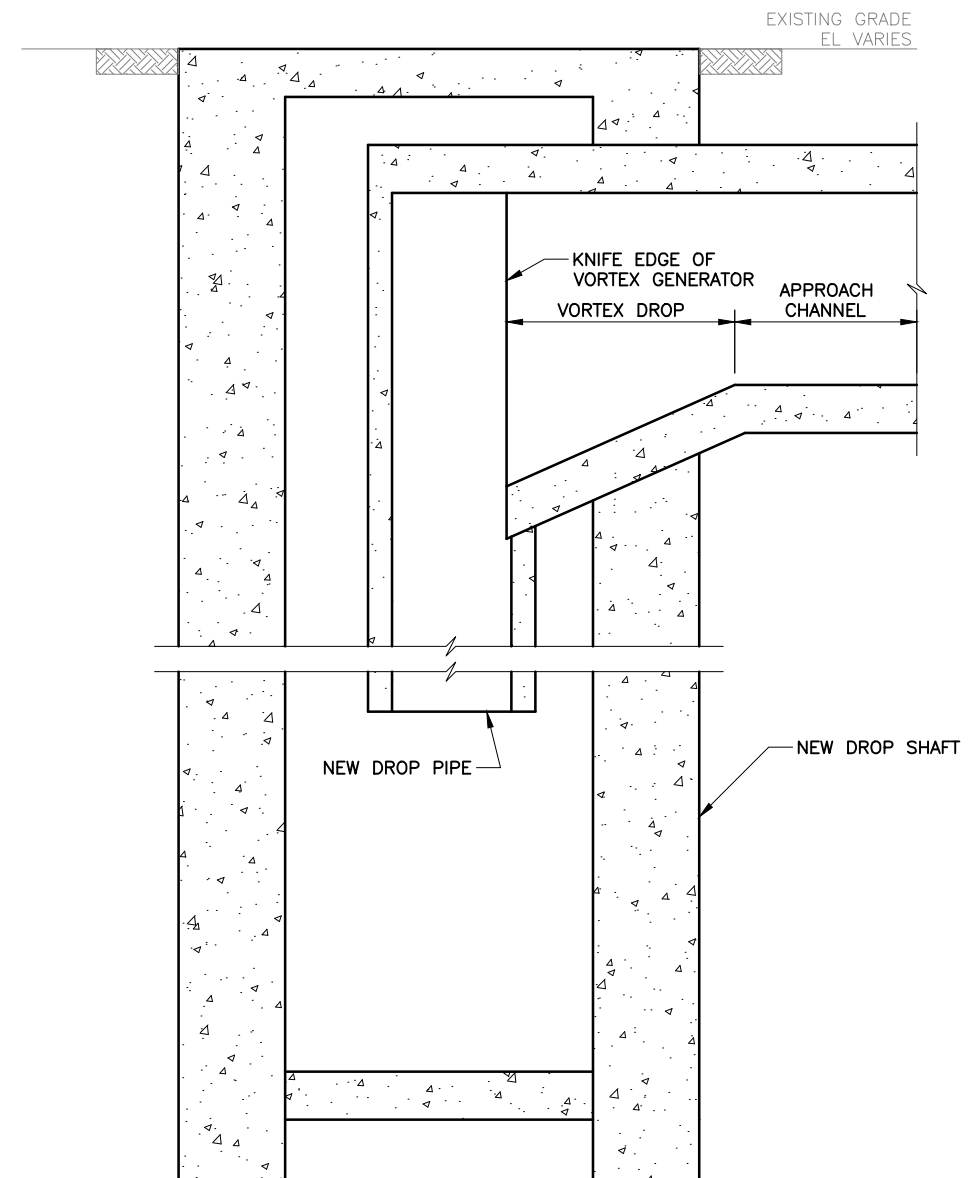 EXISTING GRADE
EL VARIES
KNIFE EDGE OF
VORTEX GENERATOR
VORTEX DROP
APPROACH
CHANNEL
NEW DROP SHAFT
NEW DROP PIPE